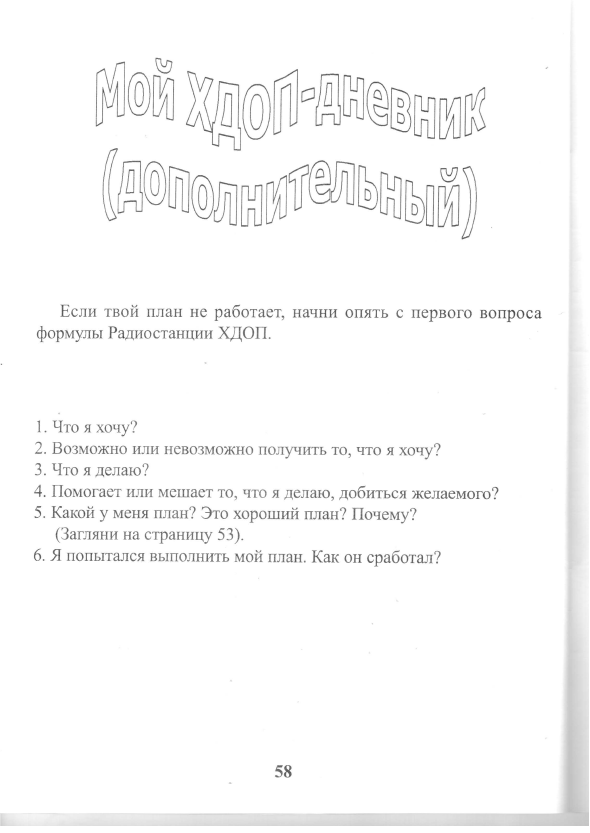 Мой ХДОП-дневник
(дополнительный)
Если твой план не работает, начни опять с первого вопроса
формулы Радиостанции ХДОП.
1. Что я хочу?
2. Возможно или невозможно получить то, что я хочу?
3. Что я делаю?
4. Помогает или мешает то, что я делаю, добиться желаемого?
5. Какой у меня план? Это хороший план? Почему?
(Загляни на страницу 53).
6. Я попытался выполнить мой план. Как он сработал?
58